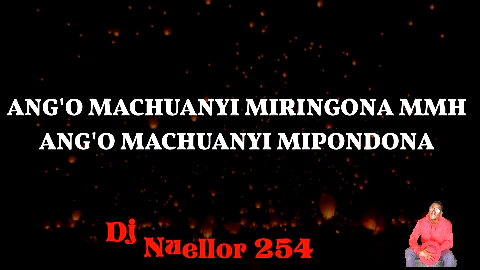 ANG'O MACHUANYI MIRINGONA MMH
ANG'O MACHUANYI MIPONDONA
Dj Nuellor 254